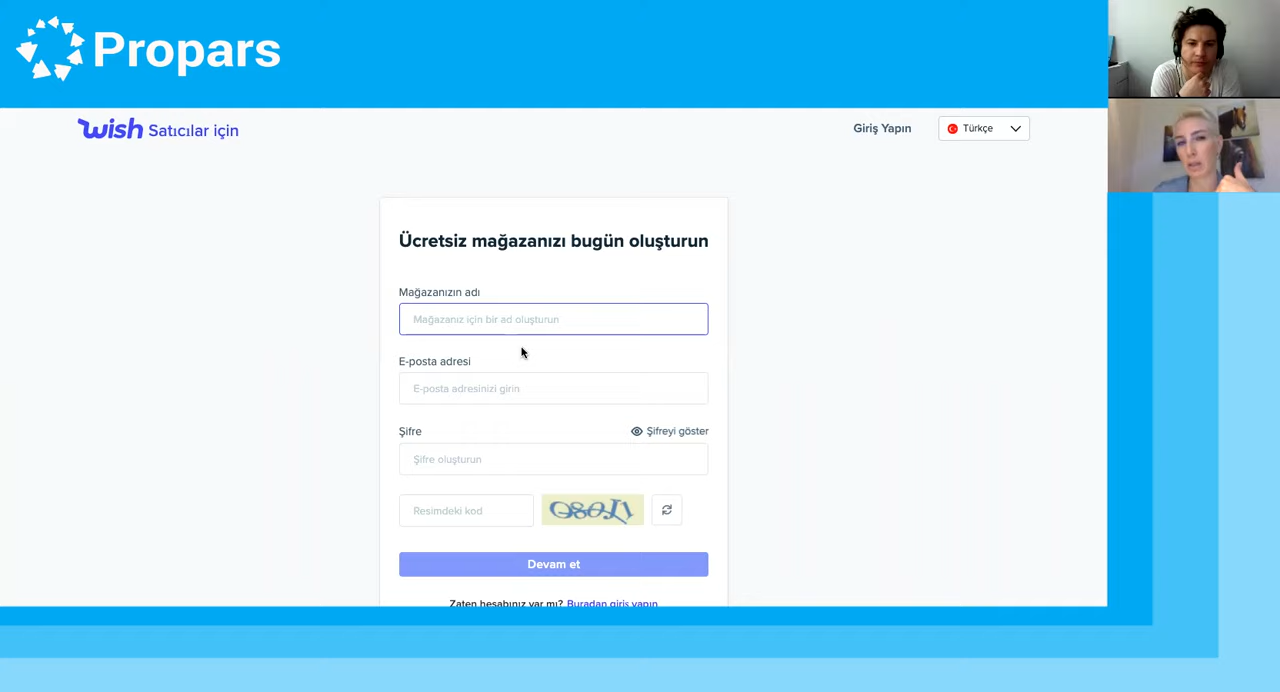 Propars
wish Satıcılar için
Giriş Yapın
Türkçe
Ücretsiz mağazanızı bugün oluşturun
Mağazanızın adı
Mağazanız için bir ad oluşturun
E-posta adresi
E-posta adresinizi girin
Şifre
Şifreyi göster
Şifre oluşturun
Resimdeki kod
Devam et
Zaten hesabınız var mı? Buradan giriş yapın